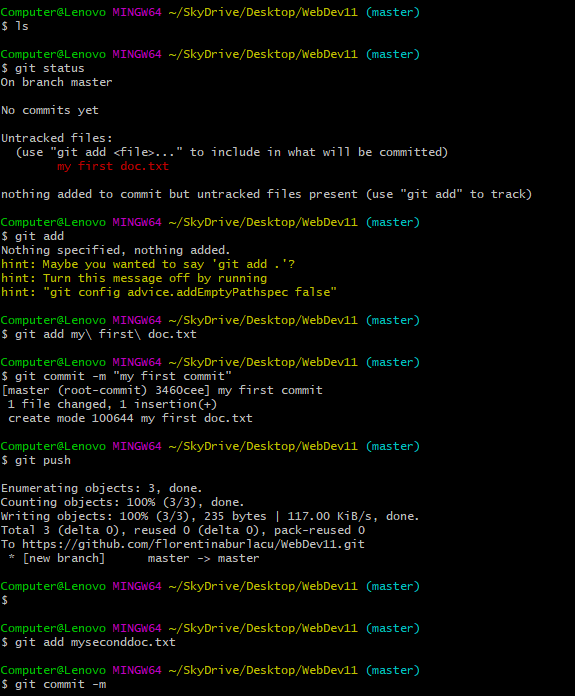 Computer@Lenovo MINGW64 ~/SkyDrive/Desktop/WebDev11 (master)
$ ls
Computer@Lenovo MINGW64 ~/SkyDrive/Desktop/WebDev11 (master)
$ git status
On branch master
No commits yet
Untracked files:
(use "git add <file>..." to include in what will be committed)
my first doc.txt
nothing added to commit but untracked files present (use "git add" to track)
Computer@Lenovo MINGW64 ~/SkyDrive/Desktop/WebDev11 (master)
$ git add
Nothing specified, nothing added.
hint: Maybe you wanted to say 'git add .'?
hint: Turn this message off by running
hint: "git config advice.addEmptyPathspec false"
Computer@Lenovo MINGW64 ~/SkyDrive/Desktop/WebDev11 (master)
$ git add my\ first\ doc.txt
Computer@Lenovo MINGW64 ~/SkyDrive/Desktop/WebDev11 (master)
$ git commit -m "my first commit"
[master (root-commit) 3460cee] my first commit
1 file changed, 1 insertion(+)
create mode 100644 my first doc.txt
Computer@Lenovo MINGW64 ~/SkyDrive/Desktop/WebDev11 (master)
$ git push
Enumerating objects: 3, done.
Counting objects: 100% (3/3), done.
Writing objects: 100% (3/3), 235 bytes | 117.00 KiB/s, done.
Total 3 (delta 0), reused 0 (delta 0), pack-reused 0
To https://github.com/florentinaburlacu/WebDev11.git
* [new branch]      master -> master
Computer@Lenovo MINGW64 ~/SkyDrive/Desktop/WebDev11 (master)
$
Computer@Lenovo MINGW64 ~/SkyDrive/Desktop/WebDev11 (master)
$ git add myseconddoc.txt
Computer@Lenovo MINGW64 ~/SkyDrive/Desktop/WebDev11 (master)
$ git commit -m